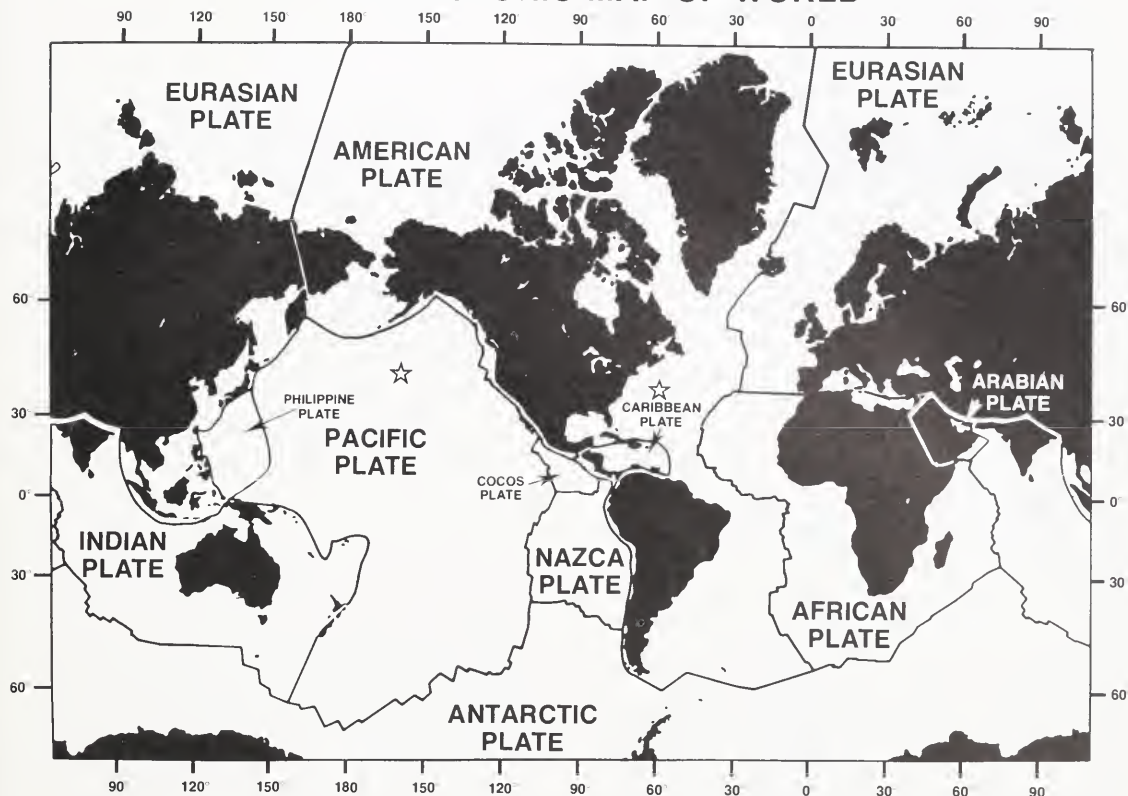 MAP OF WORLD
90 120 150 180° 150 120 90 60 30 0 30 60 90
EURASIAN
PLATE
EURASIAN
PLATE
AMERICAN
PLATE
60°
60°
ARABIAN
PLATE
PHILIPPINE
PLATE
CARIBBEAN
PLATE
30°
30°
PACIFIC
PLATE
COCOS
PLATE
0°
0°
INDIAN
PLATE
NAZCA
PLATE
30°
30°
AFRICAN
PLATE
60°
60°
ANTARCTIC
PLATE
90 120 150 180 150 120 90 60 30 0 30 60 90